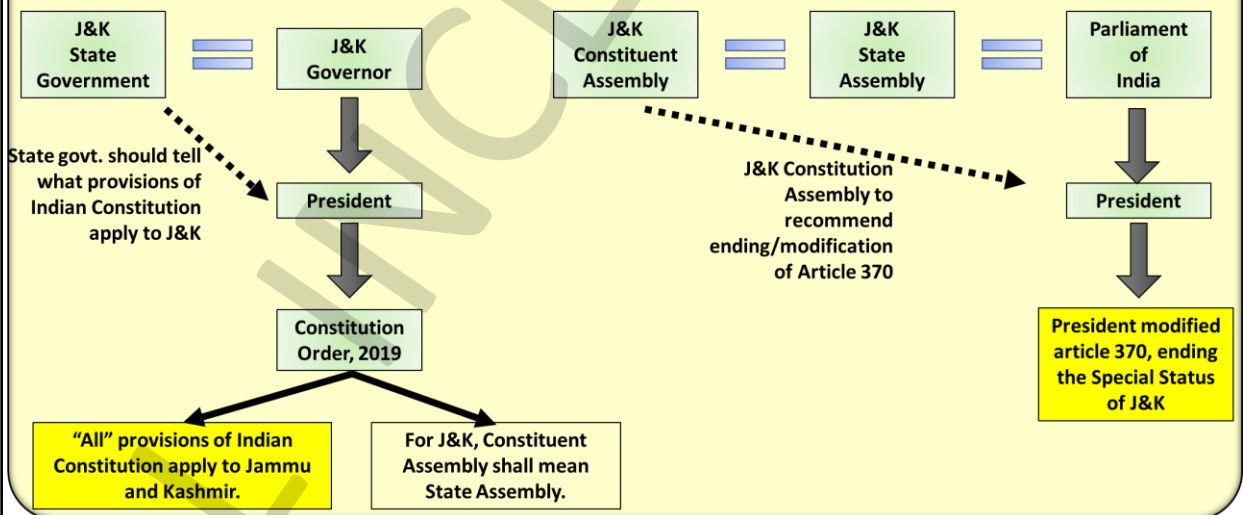 J&K
State
Government
J&K
Governor
J&K
Constituent
Assembly
J&K
State
Assembly
Parliament
of
India
State govt. should tell
what provisions of
Indian Constitution
apply to J&K
President
J&K Constitution
Assembly to
recommend
ending/modification
of Article 370
President
Constitution
Order, 2019
President modified
article 370, ending
the Special Status
of J&K
“All” provisions of Indian
Constitution apply to Jammu
and Kashmir.
For J&K, Constituent
Assembly shall mean
State Assembly.